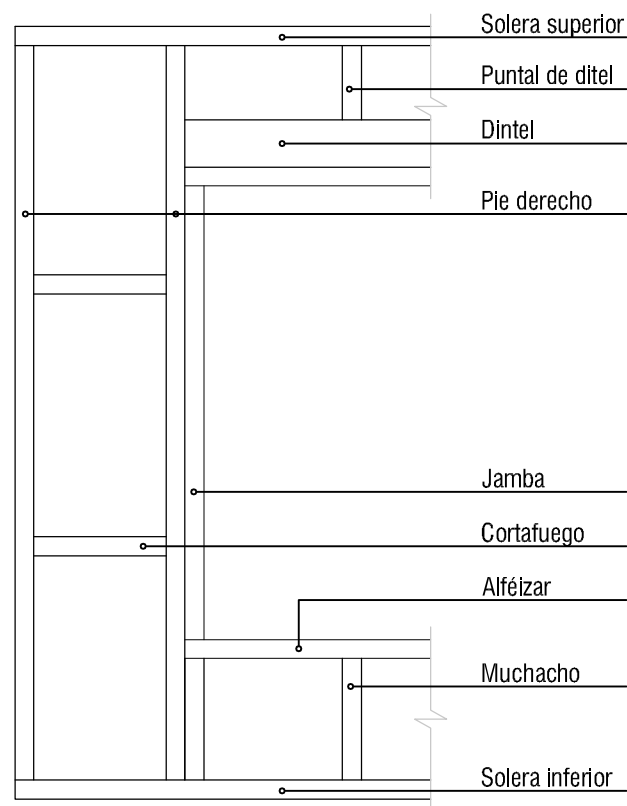 Solera superior
Puntal de ditel
Dintel
Pie derecho
Jamba
Cortafuego
Alféizar
Muchacho
Solera inferior